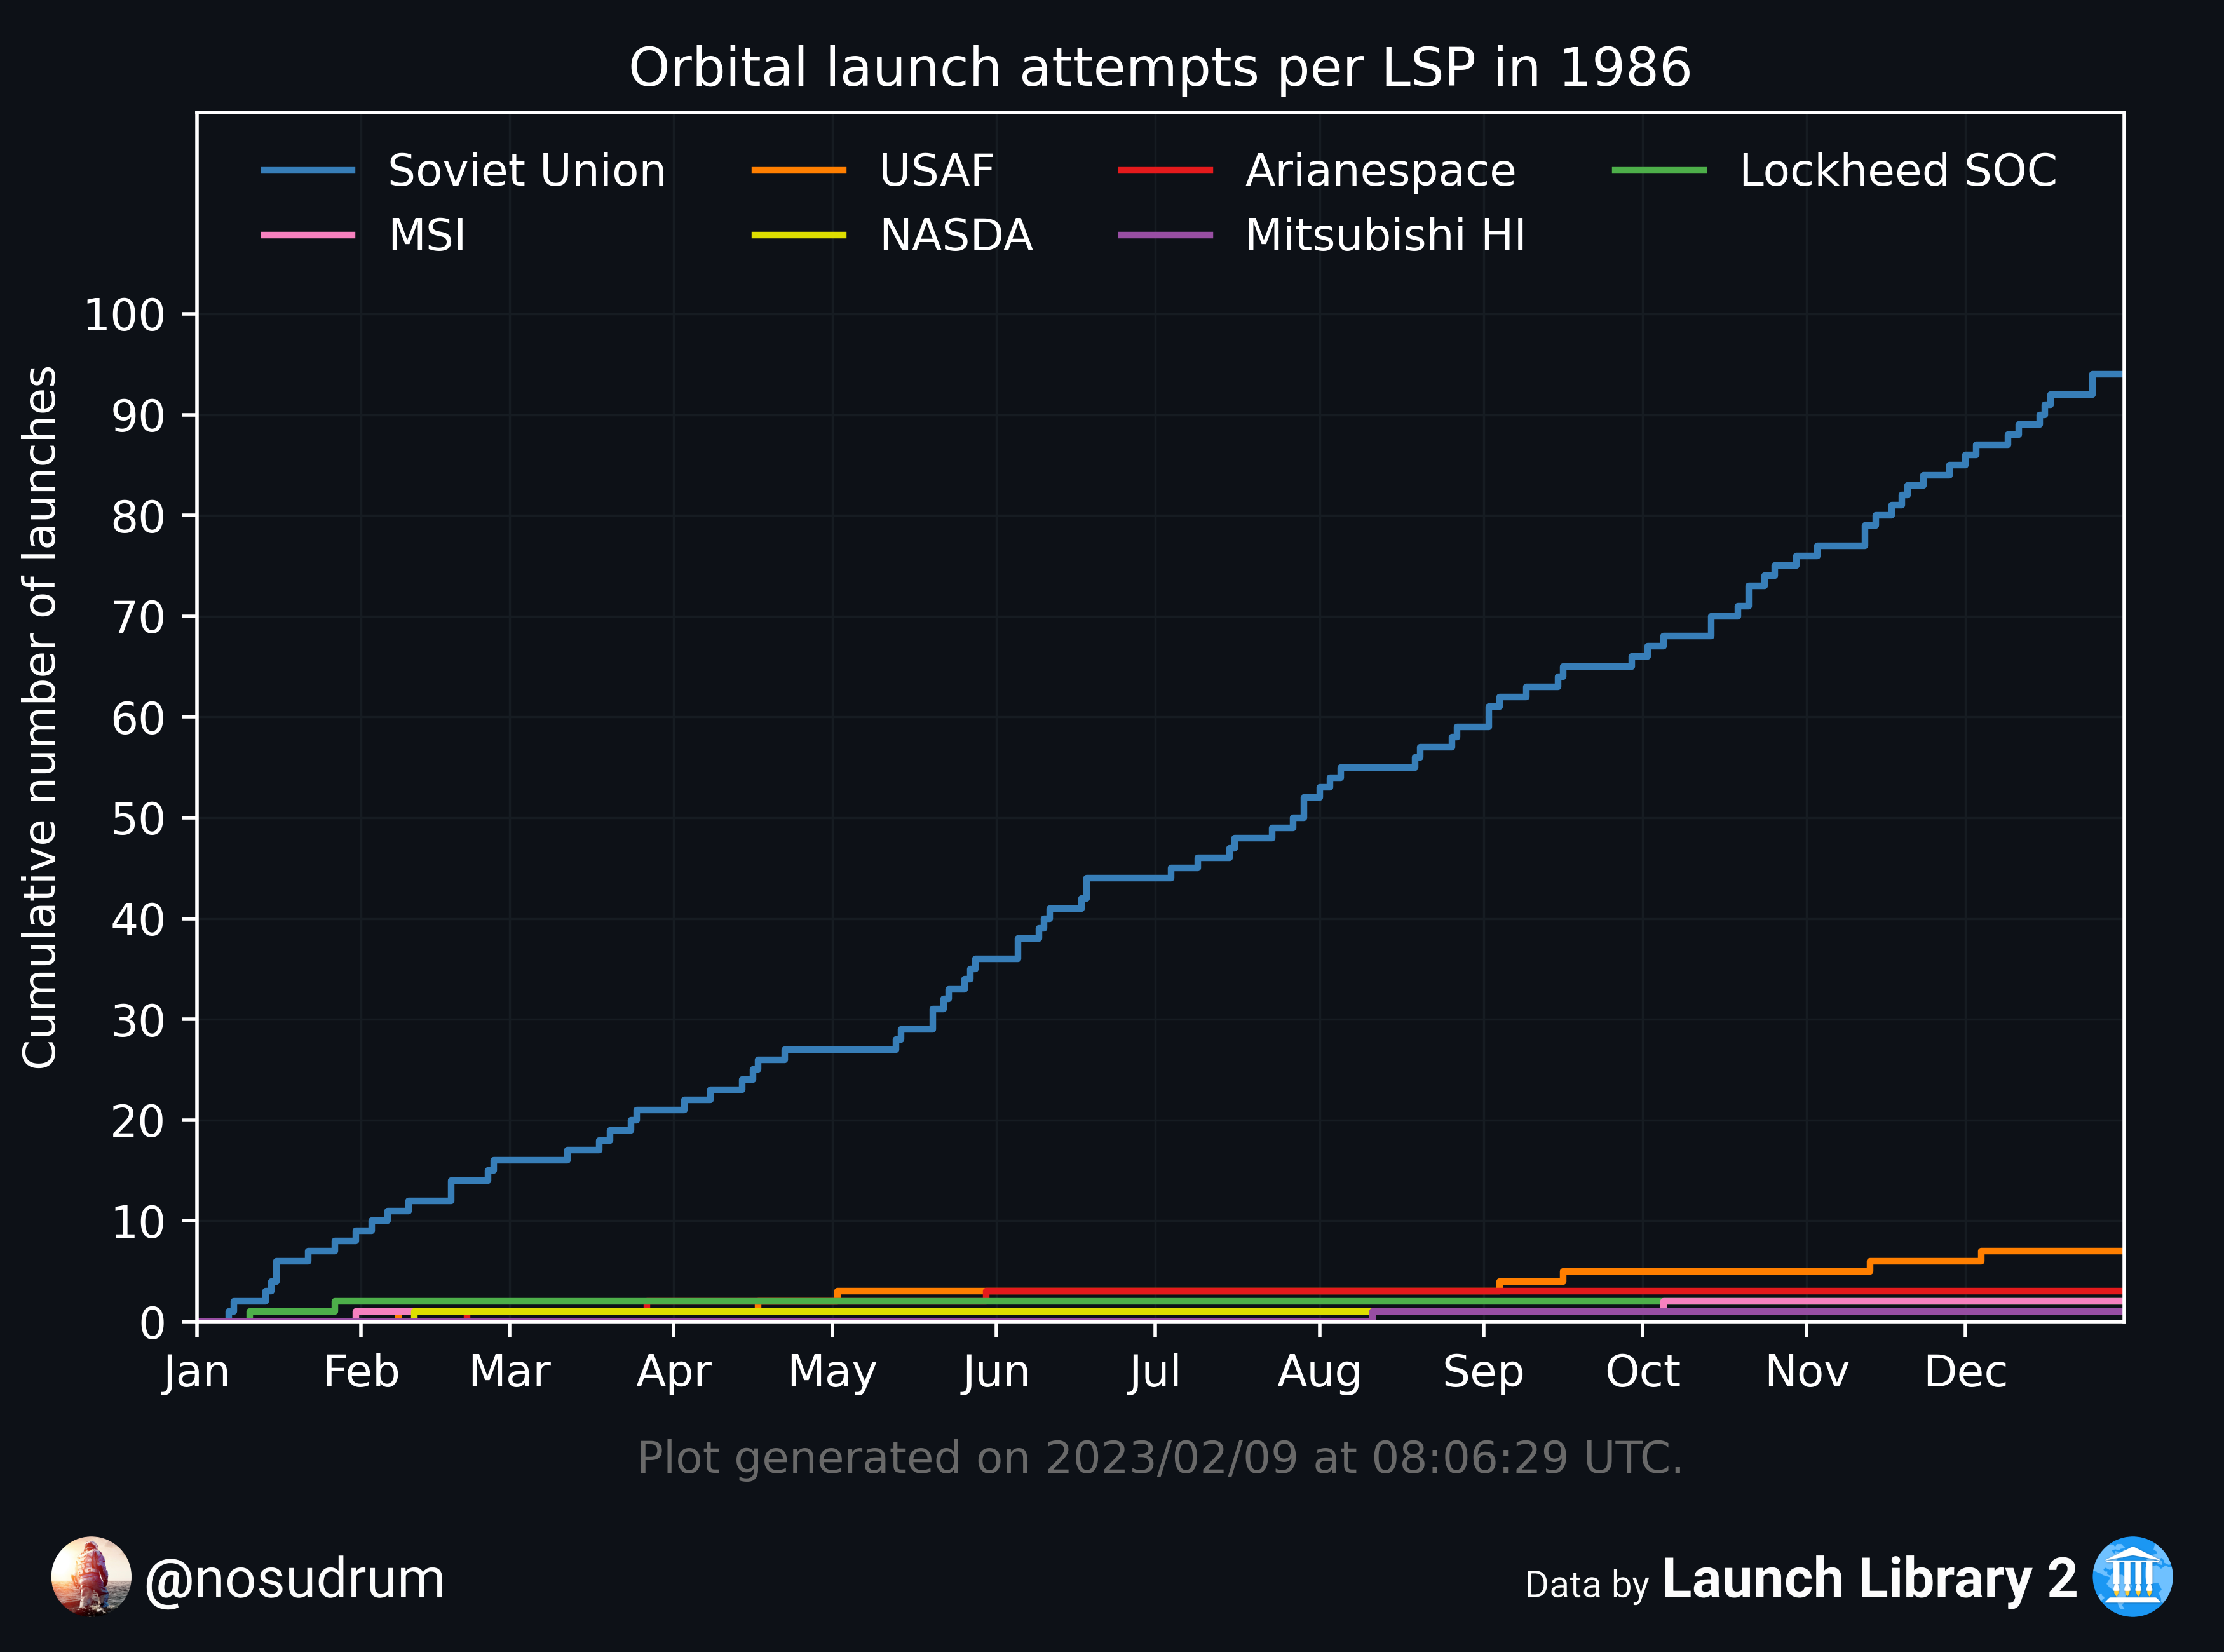 Orbital launch attempts per LSP in 1986
Soviet Union USAF Arianespace Lockheed SOC
MSI NASDA Mitsubishi HI
Cumulative number of launches
100
90
80
70
60
50
40
30
20
10
0
Jan Feb Mar Apr May Jun Jul Aug Sep Oct Nov Dec
Plot generated on 2023/02/09 at 08:06:29 UTC.
@nosudrum
Data by Launch Library 2